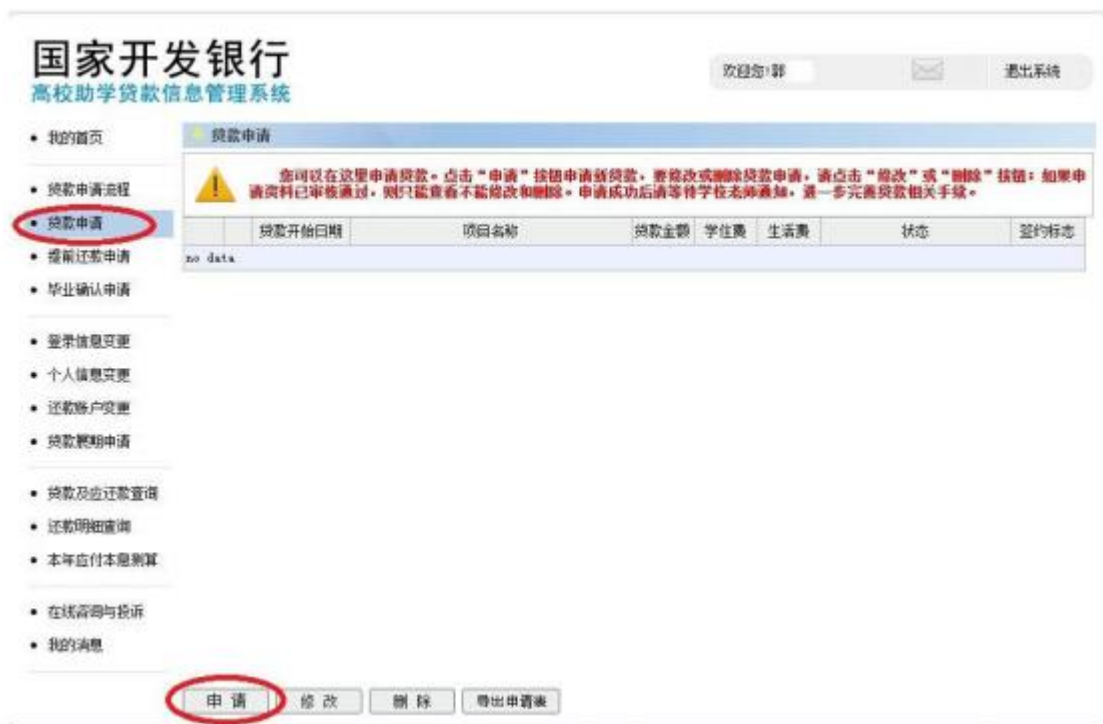 国家开发银行
高校助学贷款信息管理系统
欢迎您!郭
退出系统
我的首页
贷款申请流程
贷款申请
提前还款申请
毕业确认申请
登录信息变更
个人信息变更
还款账户变更
贷款展期申请
贷款及应还款查询
还款明细查询
本年应付本息测算
在线咨询与投诉
我的消息
贷款申请
您可以在这里申请贷款。点击“申请”按钮申请新贷款，要修改或删除贷款申请，请点击“修改”或“删除”按钮；如果申
请资料已审核通过，则只能查看不能修改和删除。申请成功后请等待学校老师通知，进一步完善贷款相关手续。
贷款开始日期 项目名称 贷款金额 学住费 生活费 状态 签约标志
no data
申 请 修 改 删 除 导出申请表